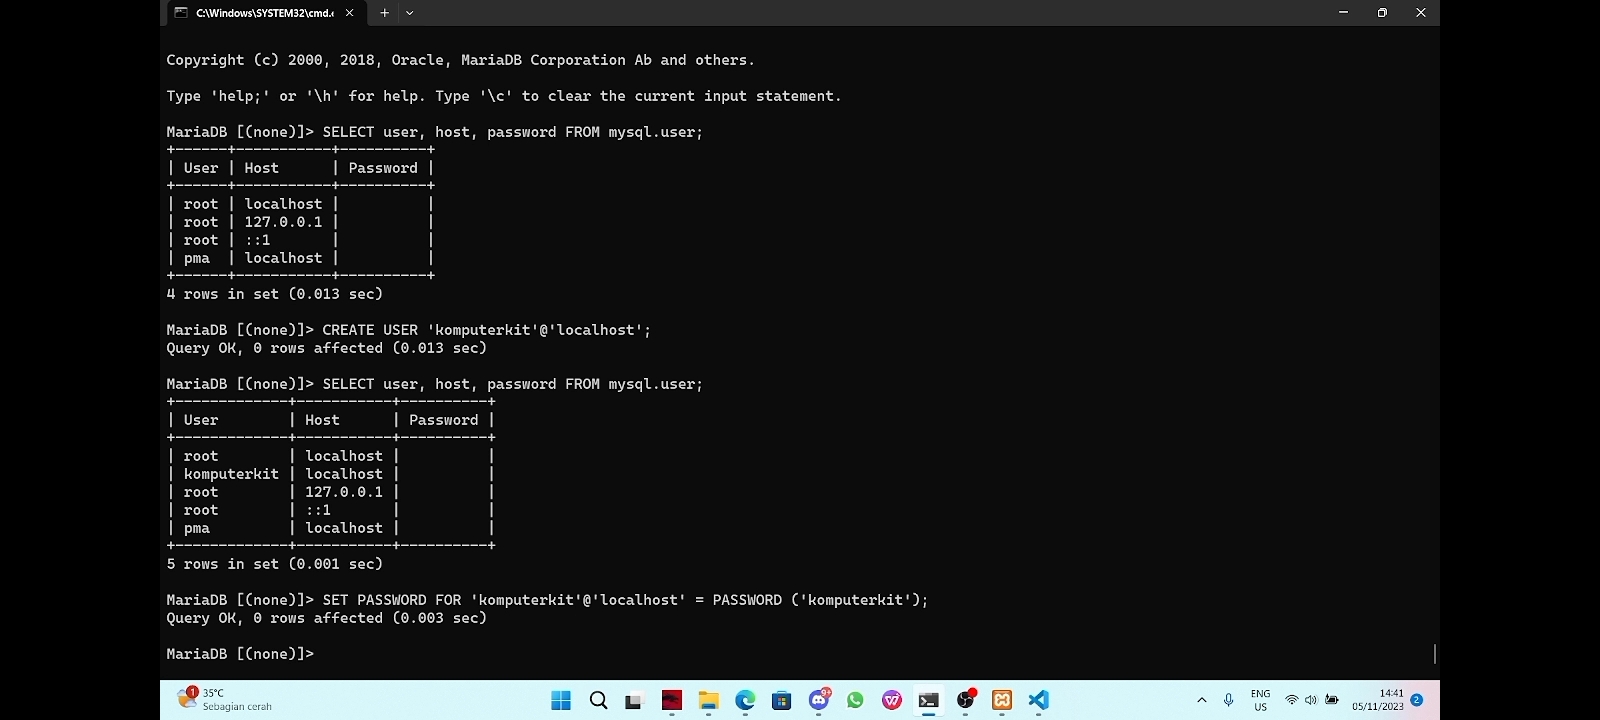 C:\Windows\SYSTEM32\cmd.e
Copyright (c) 2000, 2018, Oracle, MariaDB Corporation Ab and others.
Type 'help;' or '\h' for help. Type '\c' to clear the current input statement.
MariaDB [(none)]> SELECT user, host, password FROM mysql.user;
+------+-----------+----------+
| User | Host      | Password |
+------+-----------+----------+
| root | localhost |          |
| root | 127.0.0.1 |          |
| root | ::1       |          |
| pma  | localhost |          |
+------+-----------+----------+
4 rows in set (0.013 sec)
MariaDB [(none)]> CREATE USER 'komputerkit'@'localhost';
Query OK, 0 rows affected (0.013 sec)
MariaDB [(none)]> SELECT user, host, password FROM mysql.user;
+-------------+-----------+----------+
| User        | Host      | Password |
+-------------+-----------+----------+
| root        | localhost |          |
| komputerkit | localhost |          |
| root        | 127.0.0.1 |          |
| root        | ::1       |          |
| pma         | localhost |          |
+-------------+-----------+----------+
5 rows in set (0.001 sec)
MariaDB [(none)]> SET PASSWORD FOR 'komputerkit'@'localhost' = PASSWORD ('komputerkit');
Query OK, 0 rows affected (0.003 sec)
MariaDB [(none)]>
1
35°C
Sebagian cerah
9+
ENG
US
14:41
05/11/2023
2